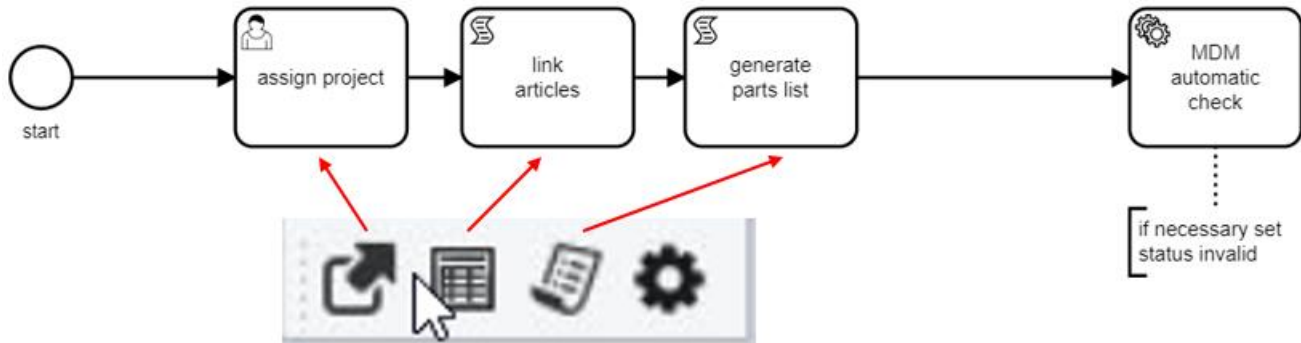 start
assign project
link
articles
generate
parts list
MDM
automatic
check
if necessary set
status invalid